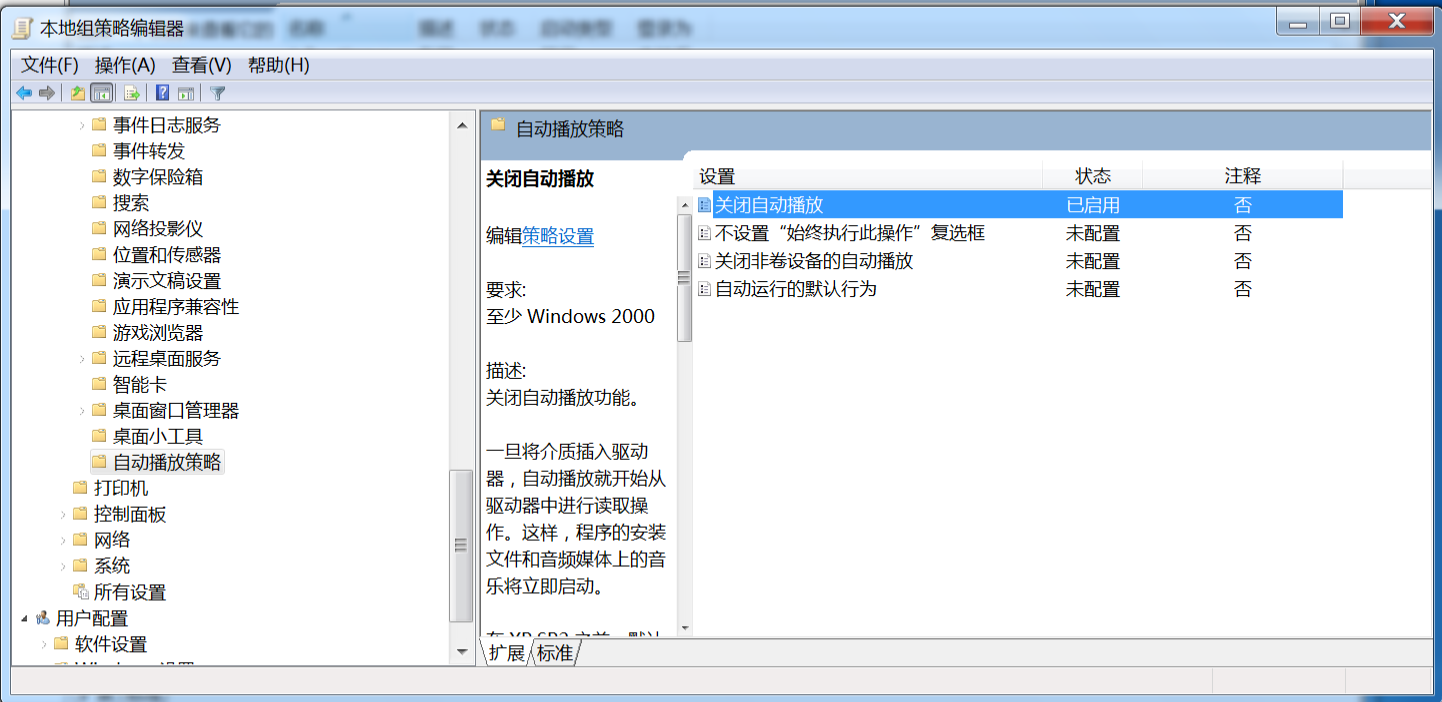 本地组策略编辑器
名称 描述 状态 启动类型 登录为
文件(F) 操作(A) 查看(V) 帮助(H)
事件日志服务
事件转发
数字保险箱
搜索
网络投影仪
位置和传感器
演示文稿设置
应用程序兼容性
游戏浏览器
远程桌面服务
智能卡
桌面窗口管理器
桌面小工具
自动播放策略
打印机
控制面板
网络
系统
所有设置
用户配置
软件设置
自动播放策略
关闭自动播放
编辑策略设置
要求:
至少 Windows 2000
描述:
关闭自动播放功能。
一旦将介质插入驱动
器，自动播放就开始从
驱动器中进行读取操
作。这样，程序的安装
文件和音频媒体上的音
乐将立即启动。
设置 状态 注释
关闭自动播放 已启用 否
不设置“始终执行此操作”复选框 未配置 否
关闭非卷设备的自动播放 未配置 否
自动运行的默认行为 未配置 否
扩展 标准